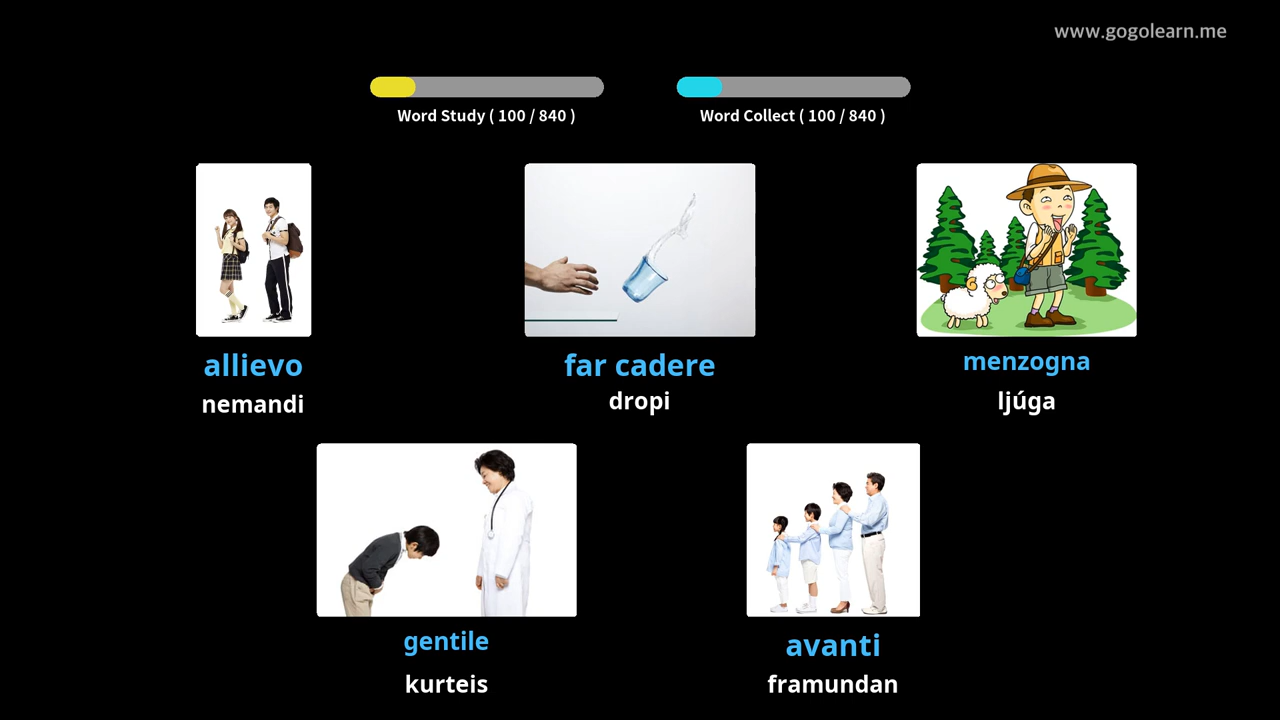 www.gogolearn.me
Word Study ( 100 / 840 )
Word Collect ( 100 / 840 )
allievo
nemandi
far cadere
dropi
menzogna
ljúga
gentile
kurteis
avanti
framundan